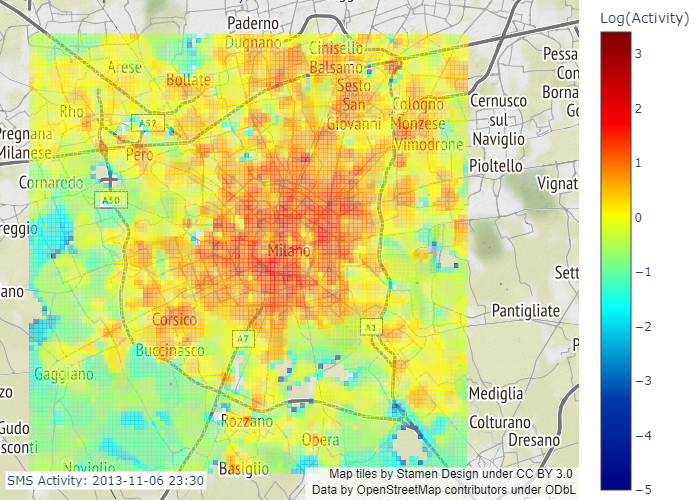 Paderno
Dugnano
Cinisello
Balsamo
Arese
Bollate
Sesto
San
Giovanni
Pessa
Con
Borna
Go
Rho
A52
Cologno
Monzese
Cernusco
sul
Naviglio
Pregnana
Milanese
Pero
Vimodrone
Pioltello
Cornaredo
Vignat
A50
reggio
Milano
Sett
ano
Pantigliate
Corsico
A7
A1
P
Buccinasco
Gaggiano
zo
Mediglia
Rozzano
Colturano
Gudo
sconti
Opera
Dresano
Noviglio
Basiglio
SMS Activity: 2013-11-06 23:30
Map tiles by Stamen Design under CC BY 3.0
Data by OpenStreetMap contributors under ODbL
Log(Activity)
3
2
1
0
−1
−2
−3
−4
−5